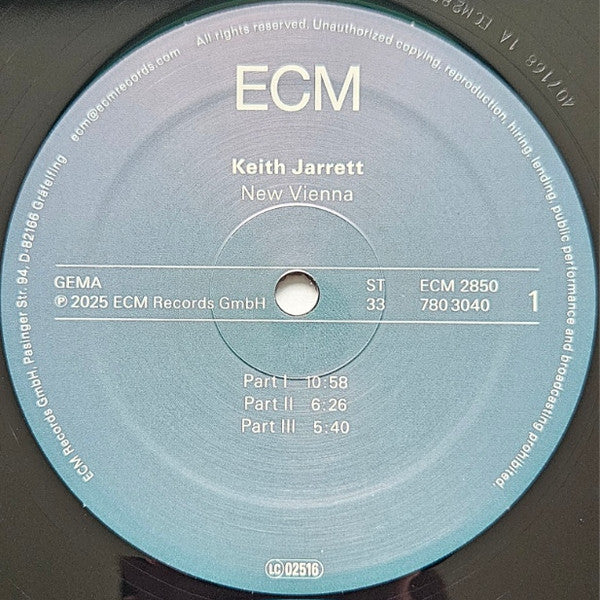 ECM Records GmbH, Pasinger Str. 94, D-82166 Gräfelfing ecm@ecmrecords.com All rights reserved. Unauthorized copying, reproduction, hiring, lending, public performance and broadcasting prohibited.
ECM
Keith Jarrett
New Vienna
GEMA ST ECM 2850
℗ 2025 ECM Records GmbH 33 780 3040 1
Part I 10:58
Part II 6:26
Part III 5:40
LC 02516